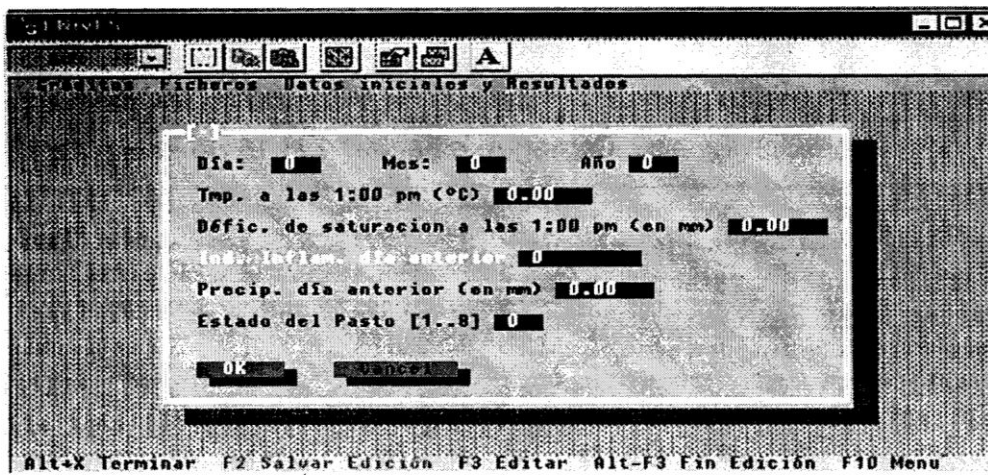 Créditos Ficheros Datos iniciales y Resultados
Día: 0 Mes: 0 Año 0
Tmp. a las 1:00 pm (ºC) 0.00
Défic. de saturacion a las 1:00 pm (en mm) 0.00
Ind. Inflam. día anterior 0
Precip. día anterior (en mm) 0.00
Estado del Pasto [1..8] 0
OK Cancel
Alt+X Terminar F2 Salvar Edición F3 Editar Alt-F3 Fin Edición F10 Menu